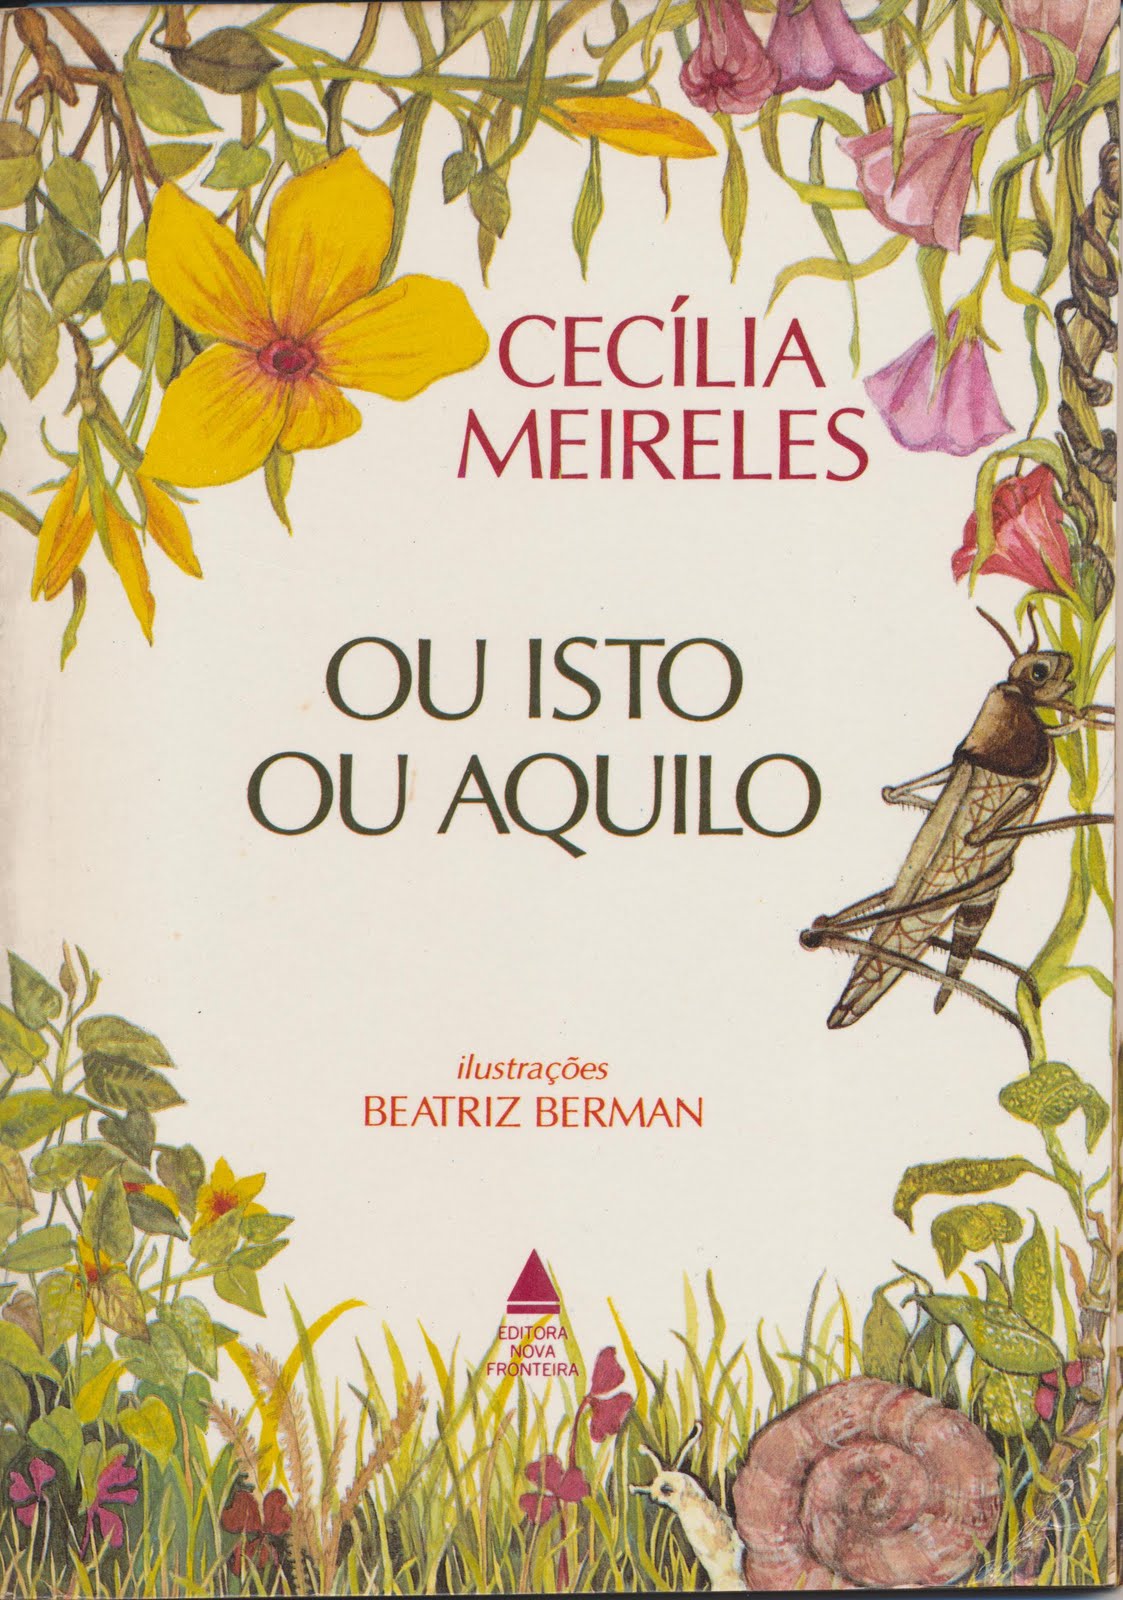 CECÍLIA
MEIRELES
OU ISTO
OU AQUILO
ilustrações
BEATRIZ BERMAN
EDITORA
NOVA
FRONTEIRA